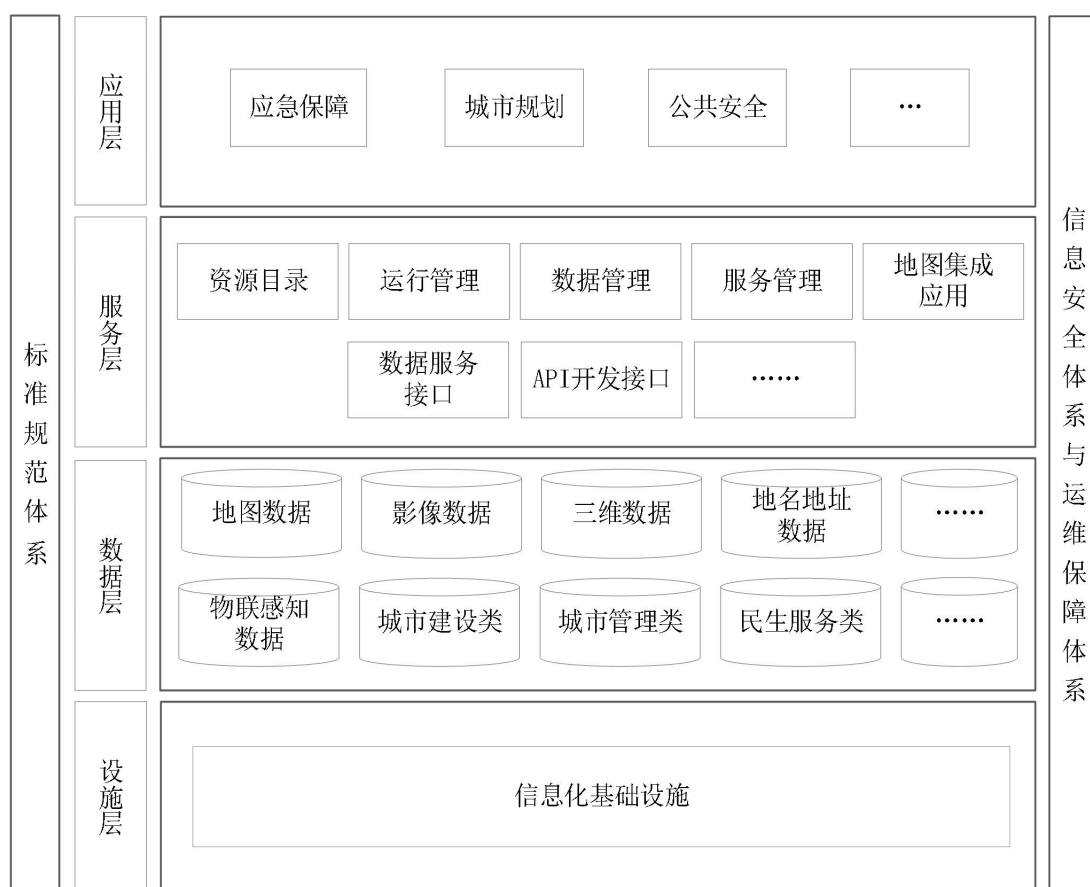 标准规范体系
应用层
应急保障
城市规划
公共安全
…
服务层
资源目录
运行管理
数据管理
服务管理
地图集成
应用
数据服务
接口
API开发接口
……
数据层
地图数据
影像数据
三维数据
地名地址
数据
……
物联感知
数据
城市建设类
城市管理类
民生服务类
……
设施层
信息化基础设施
信息安全体系与运维保障体系